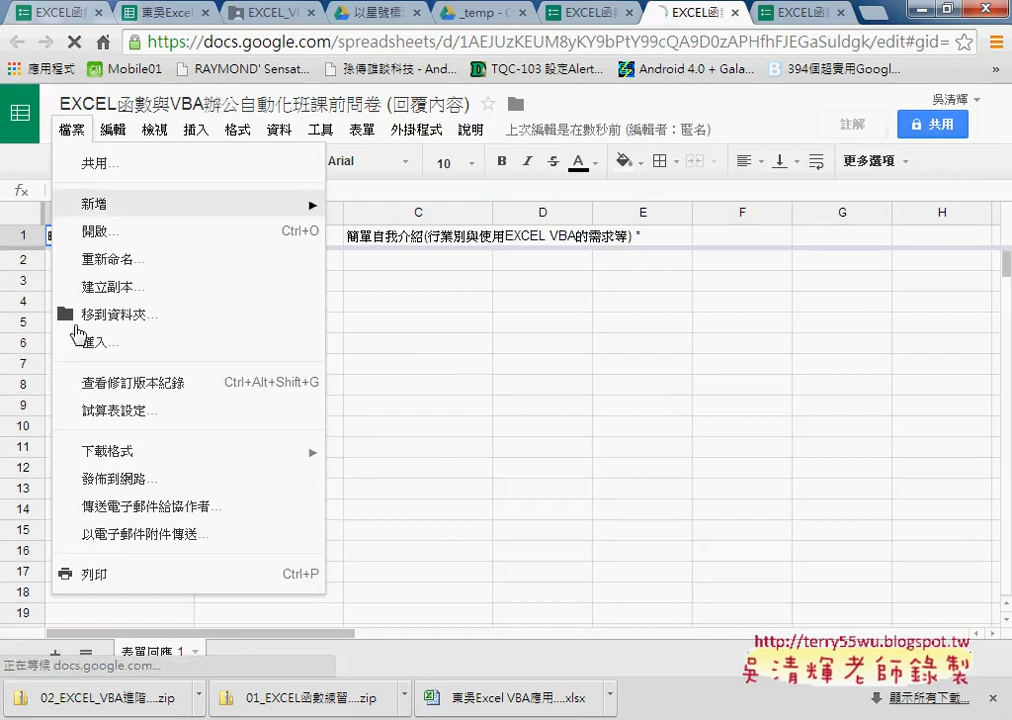 EXCEL函
東吳Excel
EXCEL_VI
以星號標
_temp - C
EXCEL函
EXCEL函
EXCEL函
https://docs.google.com/spreadsheets/d/1AEJUzKEUM8yKY9bPtY99cQA9D0zAPHfhFJEGaSuldgk/edit#gid=
應用程式
Mobile01
RAYMOND' Sensat...
孫傳雄談科技 - And...
TQC-103 設定Alert...
Android 4.0 + Gala...
394個超實用Googl...
»
EXCEL函數與VBA辦公自動化班課前問卷 (回覆內容)
吳清輝
檔案
編輯
檢視
插入
格式
資料
工具
表單
外掛程式
說明
上次編輯是在數秒前 (編輯者：匿名)
註解
共用
Arial
10
B
I
S
A
更多選項
fx
共用...
新增
開啟...
Ctrl+O
重新命名...
建立副本...
移到資料夾...
匯入...
查看修訂版本紀錄
Ctrl+Alt+Shift+G
試算表設定...
下載格式
發佈到網路...
傳送電子郵件給協作者...
以電子郵件附件傳送...
列印
Ctrl+P
C
D
E
F
G
H
1
簡單自我介紹(行業別與使用EXCEL VBA的需求等) *
2
3
4
5
6
7
8
9
10
11
12
13
14
15
16
17
18
19
表單回應 1
正在等候 docs.google.com...
http://terry55wu.blogspot.tw
吳清輝老師錄製
02_EXCEL_VBA進階....zip
01_EXCEL函數練習....zip
東吳Excel VBA應用....xlsx
顯示所有下載...